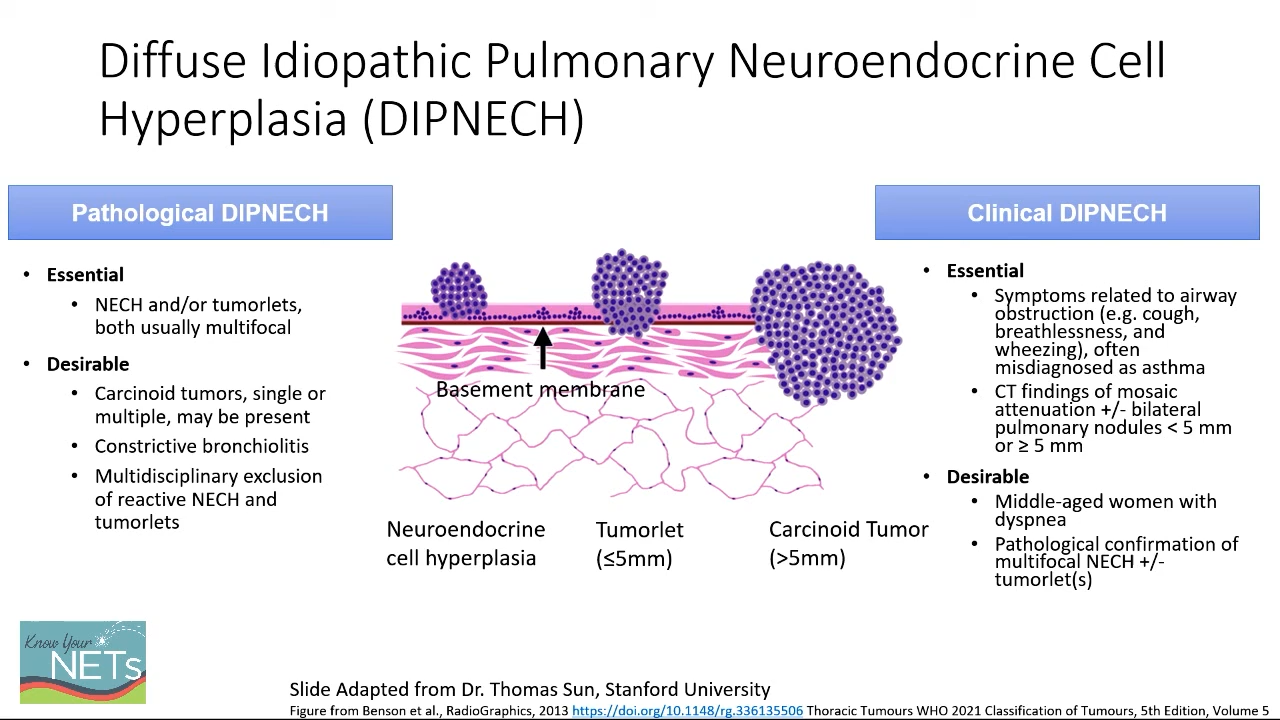 Diffuse Idiopathic Pulmonary Neuroendocrine Cell
Hyperplasia (DIPNECH)
Pathological DIPNECH
• Essential
• NECH and/or tumorlets,
both usually multifocal
• Desirable
• Carcinoid tumors, single or
multiple, may be present
• Constrictive bronchiolitis
• Multidisciplinary exclusion
of reactive NECH and
tumorlets
Basement membrane
Neuroendocrine
cell hyperplasia
Tumorlet
(≤5mm)
Carcinoid Tumor
(>5mm)
Clinical DIPNECH
• Essential
• Symptoms related to airway
obstruction (e.g. cough,
breathlessness, and
wheezing), often
misdiagnosed as asthma
• CT findings of mosaic
attenuation +/- bilateral
pulmonary nodules < 5 mm
or ≥ 5 mm
• Desirable
• Middle-aged women with
dyspnea
• Pathological confirmation of
multifocal NECH +/-
tumorlet(s)
Know Your
NETs
Slide Adapted from Dr. Thomas Sun, Stanford University
Figure from Benson et al., RadioGraphics, 2013 https://doi.org/10.1148/rg.336135506 Thoracic Tumours WHO 2021 Classification of Tumours, 5th Edition, Volume 5